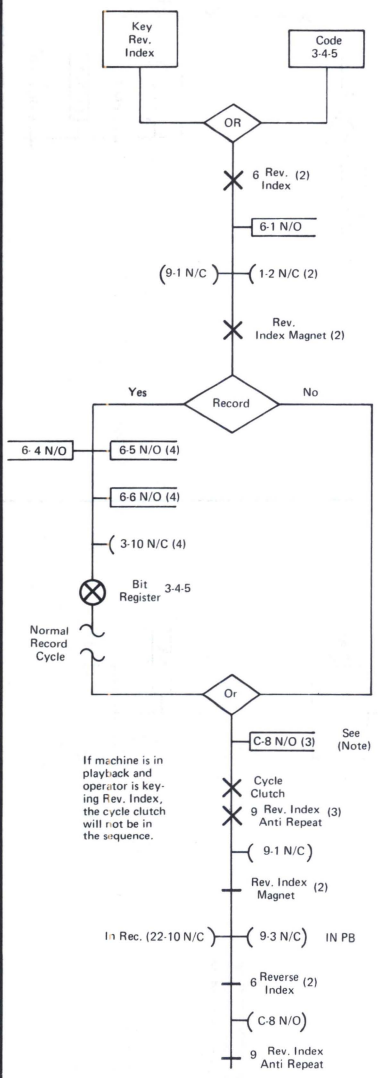 Key
Rev.
Index
Code
3-4-5
OR
6 Rev. (2)
Index
6-1 N/O
(9-1 N/C) (1-2 N/C (2)
Rev.
Index Magnet (2)
Yes
Record
No
6-4 N/O
6-5 N/O (4)
6-6 N/O (4)
(3-10 N/C (4)
Bit
Register 3-4-5
Normal
Record
Cycle
Or
C-8 N/O (3)
See
(Note)
If machine is in
playback and
operator is key-
ing Rev. Index,
the cycle clutch
will not be in
the sequence.
Cycle
Clutch
9 Rev. Index (3)
Anti Repeat
(9-1 N/C)
Rev. Index (2)
Magnet
In Rec. (22-10 N/C) (9-3 N/C) IN PB
6 Reverse (2)
Index
(C-8 N/O)
9 Rev. Index
Anti Repeat